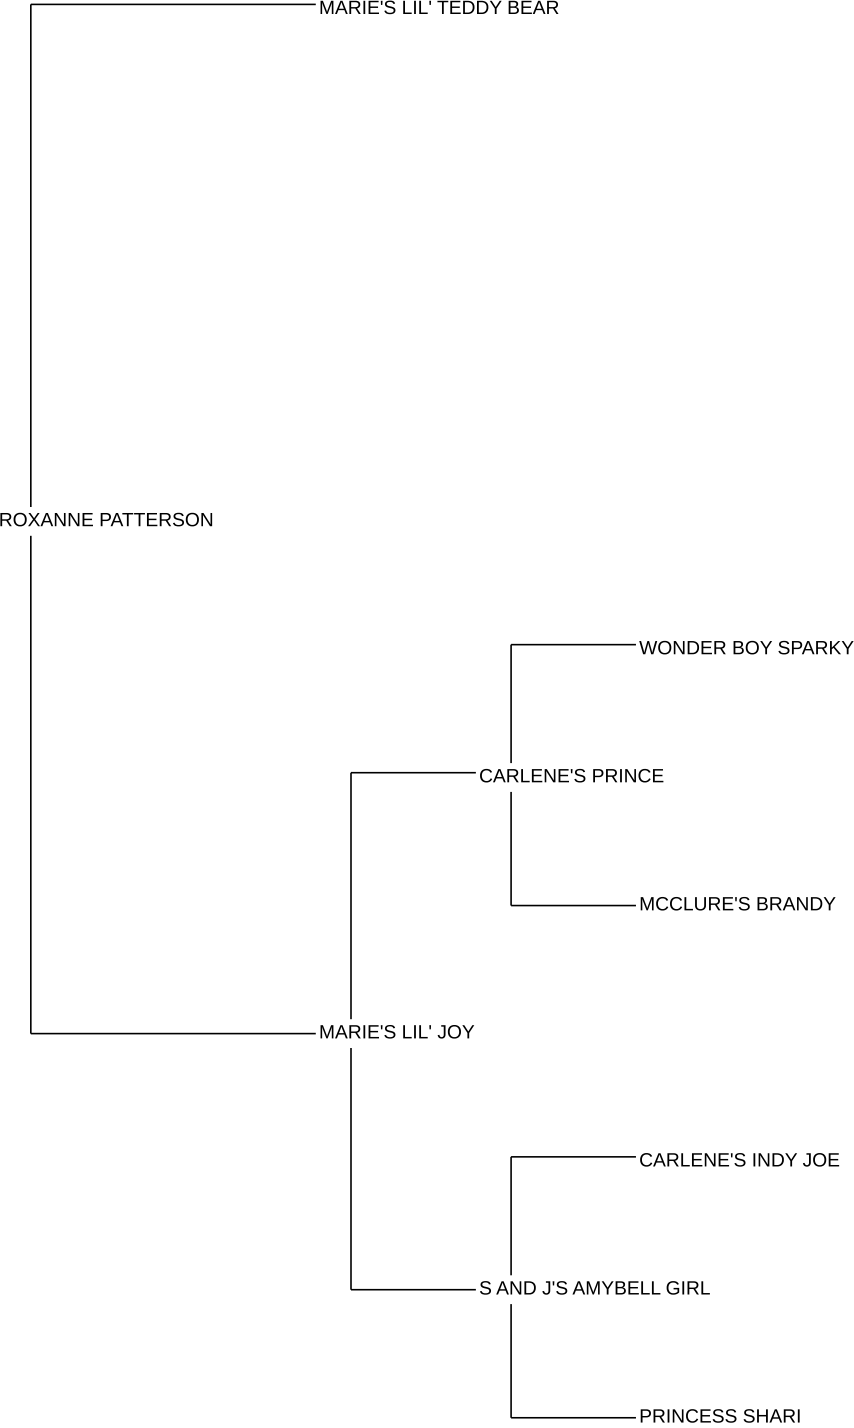 MARIE'S LIL' TEDDY BEAR
ROXANNE PATTERSON
WONDER BOY SPARKY
CARLENE'S PRINCE
MCCLURE'S BRANDY
MARIE'S LIL' JOY
CARLENE'S INDY JOE
S AND J'S AMYBELL GIRL
PRINCESS SHARI